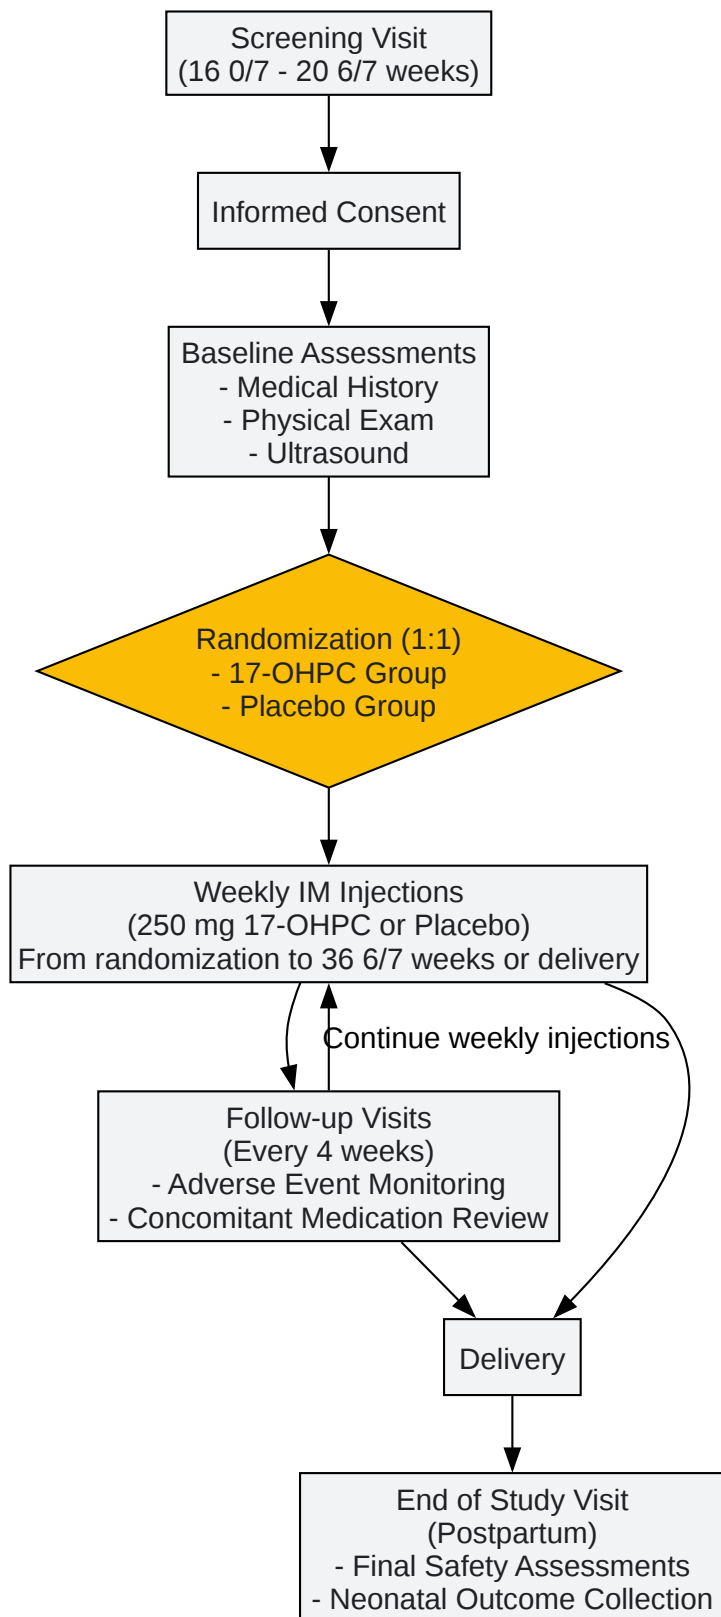 Screening Visit
(16 0/7 - 20 6/7 weeks)
Informed Consent
Baseline Assessments
- Medical History
- Physical Exam
- Ultrasound
Randomization (1:1)
- 17-OHPC Group
- Placebo Group
Weekly IM Injections
(250 mg 17-OHPC or Placebo)
From randomization to 36 6/7 weeks or delivery
Continue weekly injections
Follow-up Visits
(Every 4 weeks)
- Adverse Event Monitoring
- Concomitant Medication Review
Delivery
End of Study Visit
(Postpartum)
- Final Safety Assessments
- Neonatal Outcome Collection